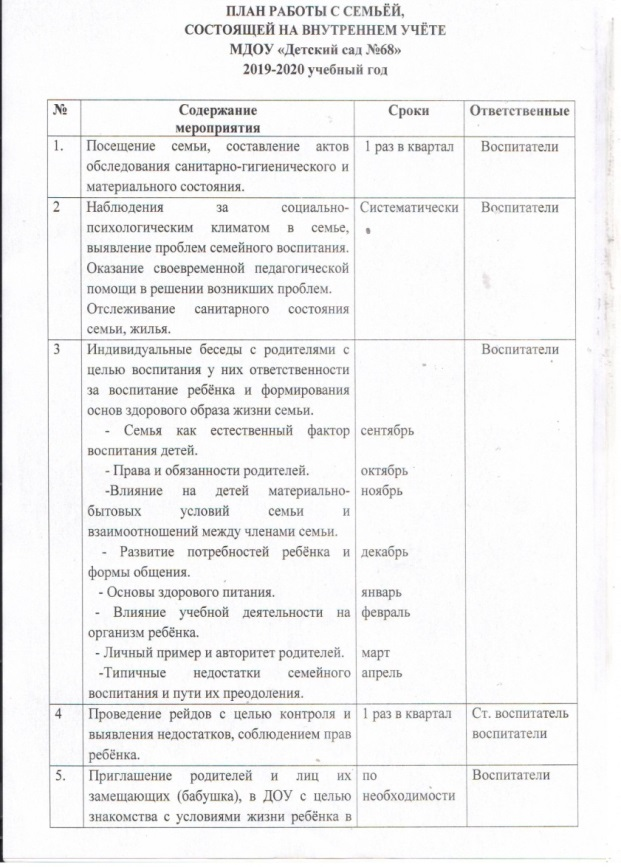 ПЛАН РАБОТЫ С СЕМЬЁЙ,
СОСТОЯЩЕЙ НА ВНУТРЕННЕМ УЧЁТЕ
МДОУ «Детский сад №68»
2019-2020 учебный год
№ Содержание мероприятия Сроки Ответственные
1. Посещение семьи, составление актов 1 раз в квартал Воспитатели
обследования санитарно-гигиенического и
материального состояния.
2 Наблюдения за социально- Систематически Воспитатели
психологическим климатом в семье,
выявление проблем семейного воспитания.
Оказание своевременной педагогической
помощи в решении возникших проблем.
Отслеживание санитарного состояния
семьи, жилья.
3 Индивидуальные беседы с родителями с Воспитатели
целью воспитания у них ответственности
за воспитание ребёнка и формирования
основ здорового образа жизни семьи.
- Семья как естественный фактор сентябрь
воспитания детей.
- Права и обязанности родителей. октябрь
-Влияние на детей материально- ноябрь
бытовых условий семьи и
взаимоотношений между членами семьи.
- Развитие потребностей ребёнка и декабрь
формы общения.
- Основы здорового питания. январь
- Влияние учебной деятельности на февраль
организм ребёнка.
- Личный пример и авторитет родителей. март
-Типичные недостатки семейного апрель
воспитания и пути их преодоления.
4 Проведение рейдов с целью контроля и 1 раз в квартал Ст. воспитатель
выявления недостатков, соблюдением прав воспитатели
ребёнка.
5. Приглашение родителей и лиц их по Воспитатели
замещающих (бабушка), в ДОУ с целью необходимости
знакомства с условиями жизни ребёнка в